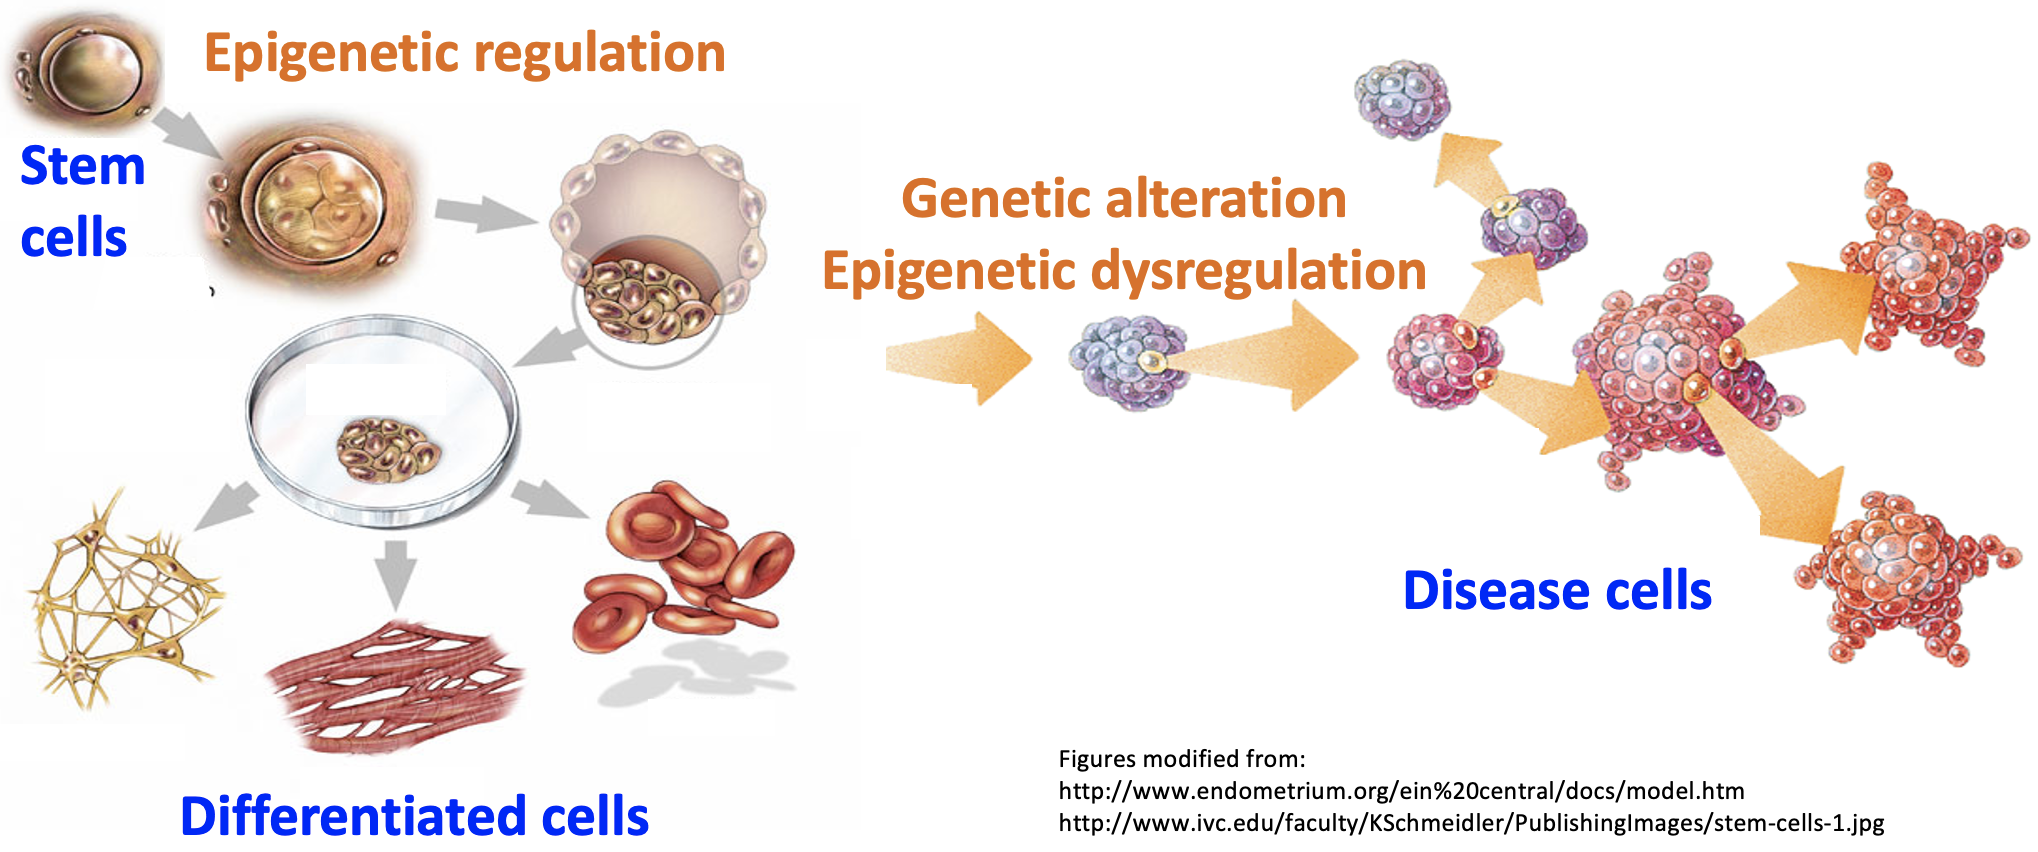 Epigenetic regulation
Stem
cells
Genetic alteration
Epigenetic dysregulation
Disease cells
Differentiated cells
Figures modified from:
http://www.endometrium.org/ein%20central/docs/model.htm
http://www.ivc.edu/faculty/KSchmeidler/PublishingImages/stem-cells-1.jpg